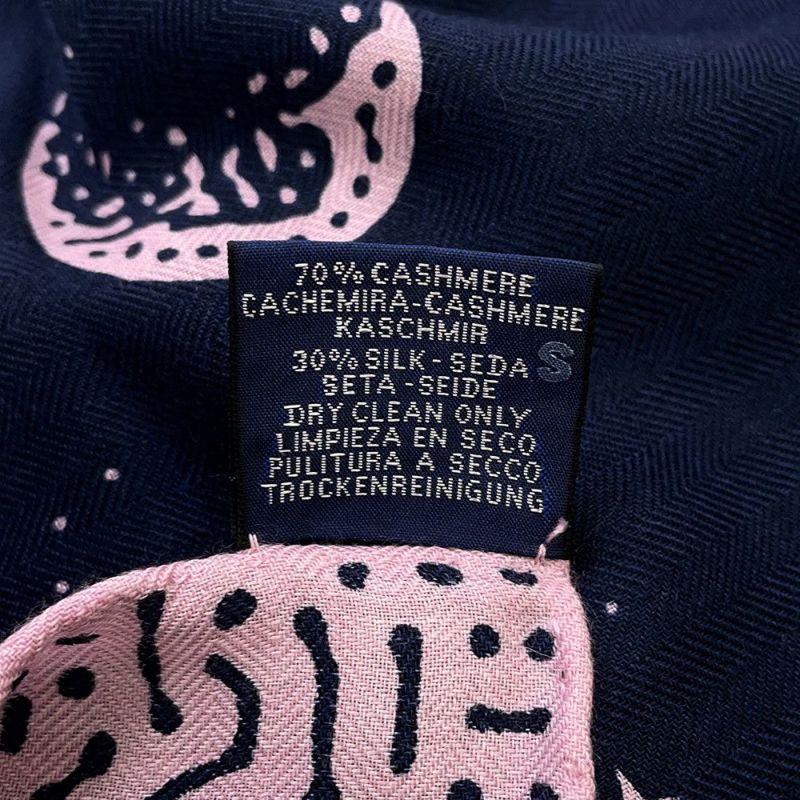 70% CASHMERE
CACHEMIRA-CASHMERE
KASCHMIR
30% SILK - SEDA S
SETA - SEIDE
DRY CLEAN ONLY
LIMPIEZA EN SECO
PULITURA A SECCO
TROCKENREINIGUNG